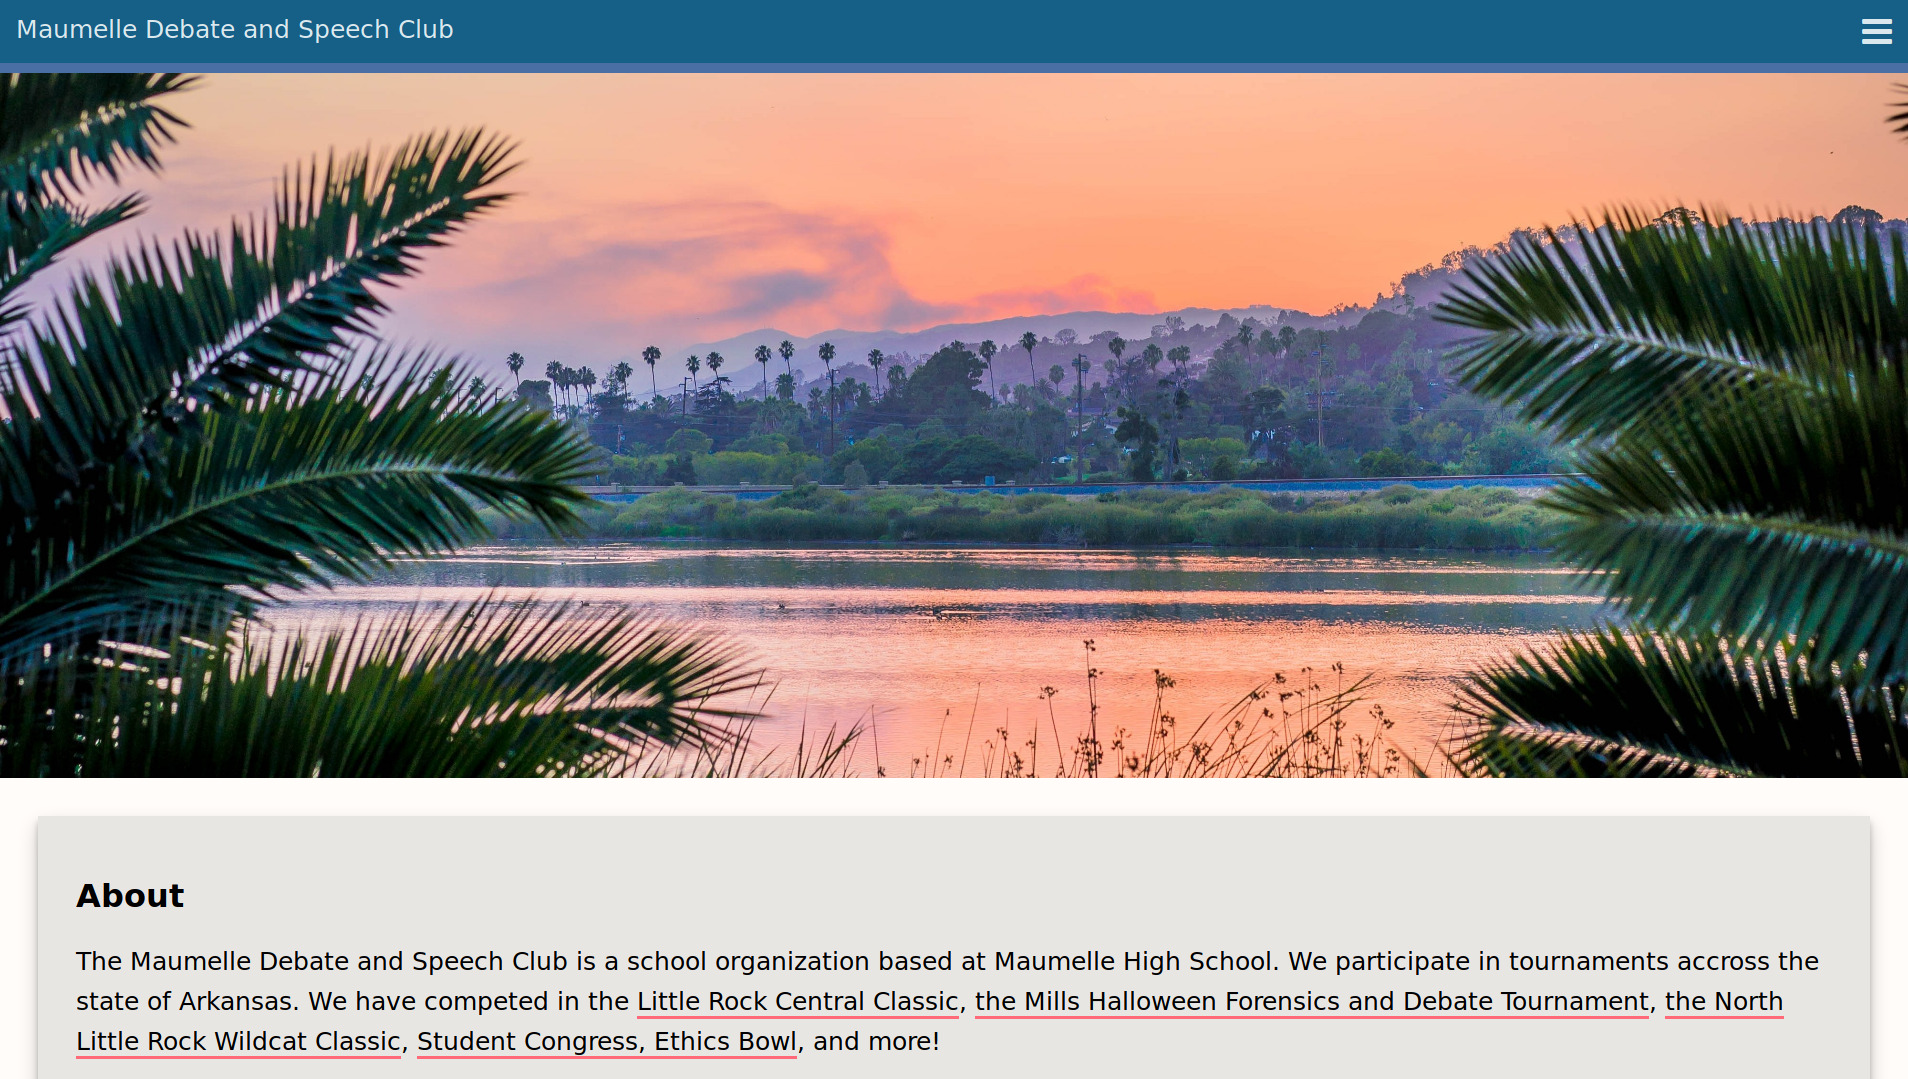 Maumelle Debate and Speech Club
About
The Maumelle Debate and Speech Club is a school organization based at Maumelle High School. We participate in tournaments accross the
state of Arkansas. We have competed in the Little Rock Central Classic, the Mills Halloween Forensics and Debate Tournament, the North
Little Rock Wildcat Classic, Student Congress, Ethics Bowl, and more!